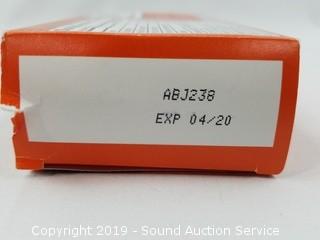 ABJ238
EXP 04/20
Copyright 2019 - Sound Auction Service